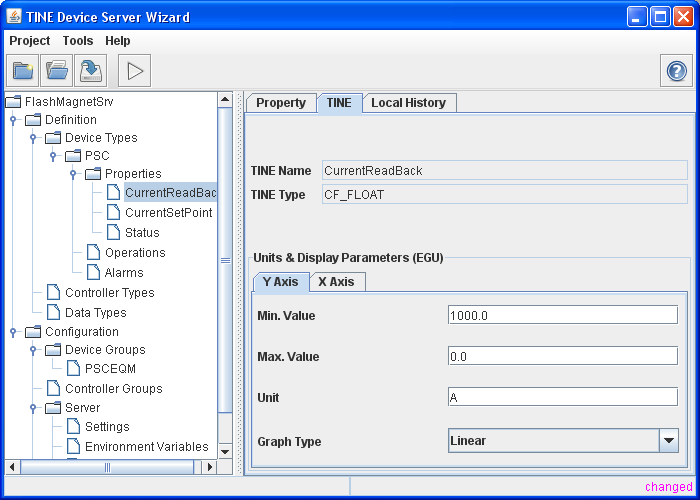 TINE Device Server Wizard
Project Tools Help
FlashMagnetSrv
Definition
Device Types
PSC
Properties
CurrentReadBac
CurrentSetPoint
Status
Operations
Alarms
Controller Types
Data Types
Configuration
Device Groups
PSCEQM
Controller Groups
Server
Settings
Environment Variables
Property TINE Local History
TINE Name CurrentReadBack
TINE Type CF_FLOAT
Units & Display Parameters (EGU)
Y Axis X Axis
Min. Value 1000.0
Max. Value 0.0
Unit A
Graph Type Linear
changed